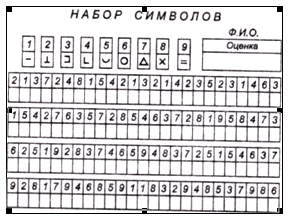 НАБОР СИМВОЛОВ
Ф.И.О.
1 2 3 4 5 6 7 8 9
Оценка
− ⊥ ⊐ L ◡ O △ × =
2 1 3 7 2 4 8 1 5 4 2 1 3 2 1 4 2 3 5 2 3 1 4 6 3
1 5 4 2 7 6 3 5 7 2 8 5 4 6 3 7 2 8 1 9 5 8 4 7 3
6 2 5 1 9 2 8 3 7 4 6 5 9 4 8 3 7 2 5 1 5 4 6 3 7
9 2 8 1 7 9 4 6 8 5 9 1 1 8 3 2 9 4 8 3 5 3 7 9 8 6